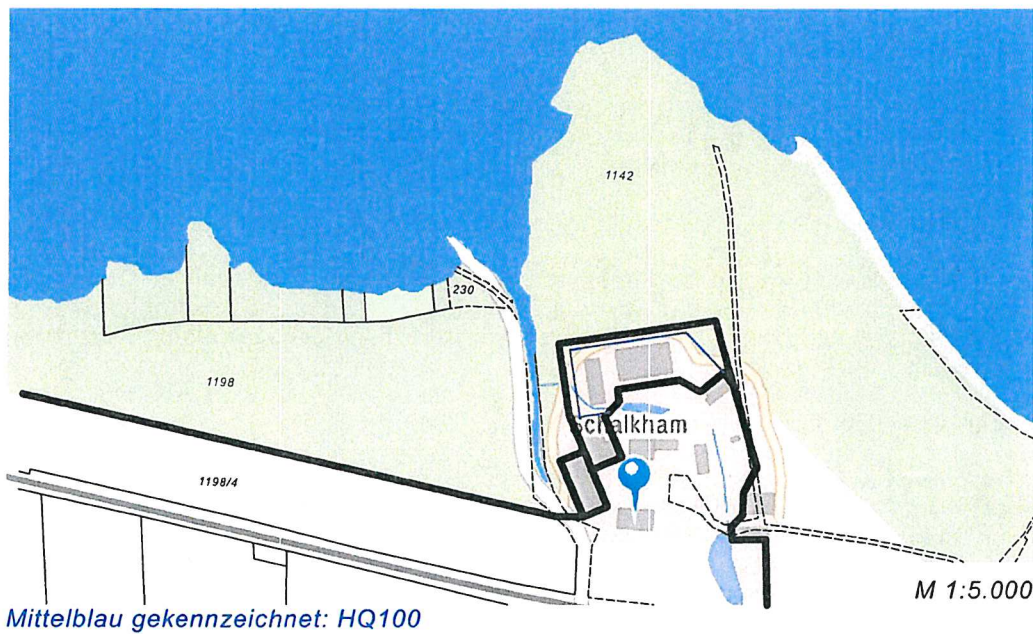 1142
230
1198
Schalkham
1198/4
M 1:5.000
Mittelblau gekennzeichnet: HQ100